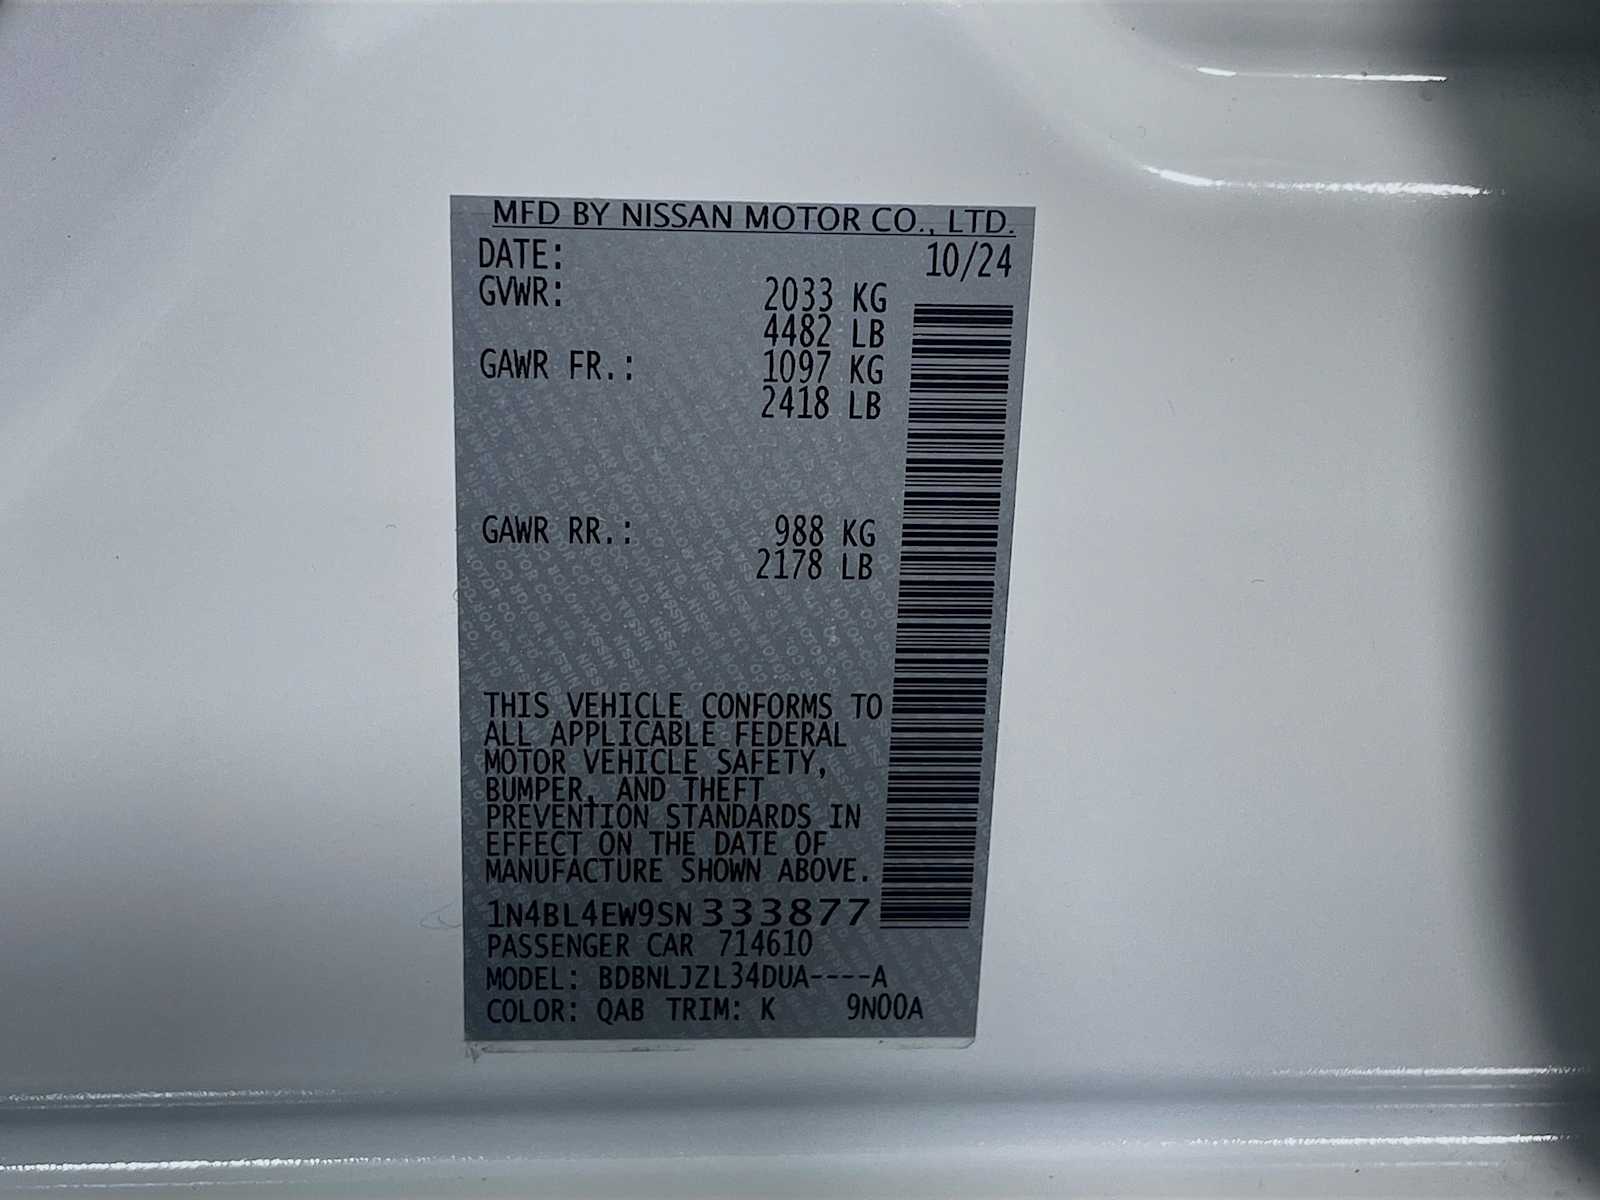 MFD BY NISSAN MOTOR CO., LTD.
DATE: 10/24
GVWR: 2033 KG
4482 LB
GAWR FR.: 1097 KG
2418 LB
GAWR RR.: 988 KG
2178 LB
THIS VEHICLE CONFORMS TO
ALL APPLICABLE FEDERAL
MOTOR VEHICLE SAFETY,
BUMPER, AND THEFT
PREVENTION STANDARDS IN
EFFECT ON THE DATE OF
MANUFACTURE SHOWN ABOVE.
1N4BL4EW9SN333877
PASSENGER CAR 714610
MODEL: BDBNLJZL34DUA----A
COLOR: QAB TRIM: K 9N00A